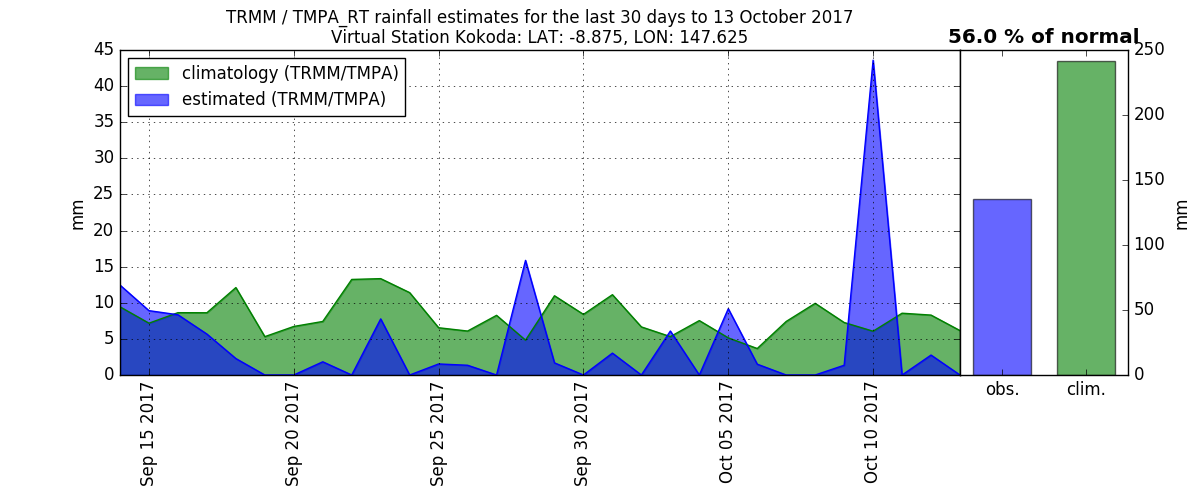 TRMM / TMPA_RT rainfall estimates for the last 30 days to 13 October 2017
Virtual Station Kokoda: LAT: -8.875, LON: 147.625
56.0 % of normal
climatology (TRMM/TMPA)
estimated (TRMM/TMPA)
mm
45
40
35
30
25
20
15
10
5
0
Sep 15 2017
Sep 20 2017
Sep 25 2017
Sep 30 2017
Oct 05 2017
Oct 10 2017
250
200
150
100
50
0
mm
obs.
clim.